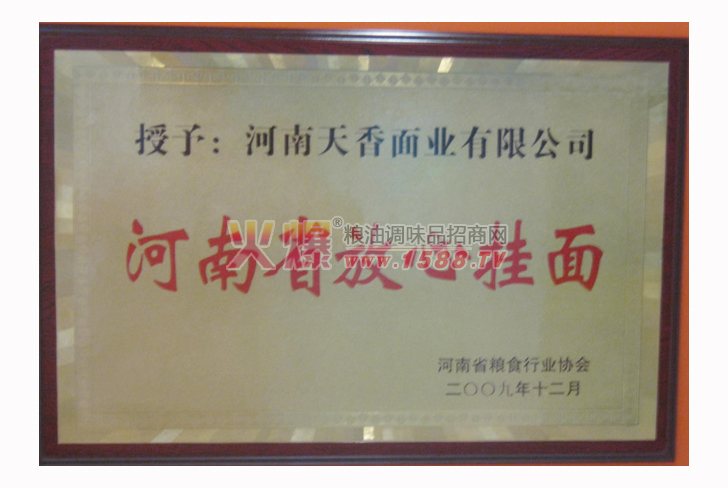 授予：河南天香面业有限公司
河南省放心挂面
火爆®粮油调味品招商网
www.1588.TV
河南省粮食行业协会
二〇〇九年十二月